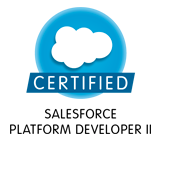 CERTIFIED
SALESFORCE
PLATFORM DEVELOPER II